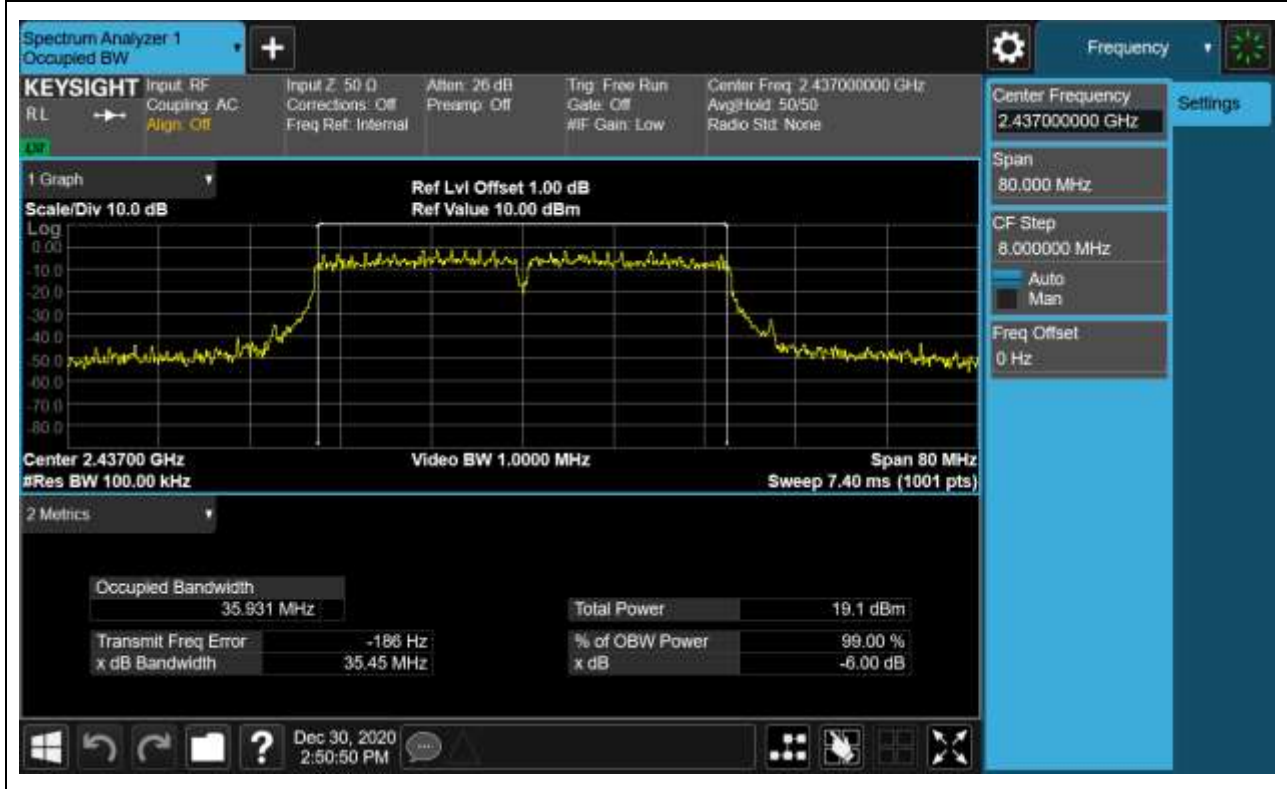 Spectrum Analyzer 1
Occupied BW
+
Frequency
KEYSIGHT
RL
Input: RF
Coupling: AC
Align: Off
Input Z: 50 Ω
Corrections: Off
Freq Ref: Internal
Atten: 26 dB
Preamp: Off
Trig: Free Run
Gate: Off
#IF Gain: Low
Center Freq: 2.437000000 GHz
Avg|Hold: 50/50
Radio Std: None
Center Frequency
2.437000000 GHz
Settings
Span
80.000 MHz
CF Step
8.000000 MHz
Auto
Man
Freq Offset
0 Hz
1 Graph
Scale/Div 10.0 dB
Ref Lvl Offset 1.00 dB
Ref Value 10.00 dBm
Log
0.00
-10.0
-20.0
-30.0
-40.0
-50.0
-60.0
-70.0
-80.0
Center 2.43700 GHz
Video BW 1.0000 MHz
Span 80 MHz
#Res BW 100.00 kHz
Sweep 7.40 ms (1001 pts)
2 Metrics
Occupied Bandwidth
35.931 MHz
Total Power 19.1 dBm
Transmit Freq Error -186 Hz
% of OBW Power 99.00 %
x dB Bandwidth 35.45 MHz
x dB -6.00 dB
?
Dec 30, 2020
2:50:50 PM